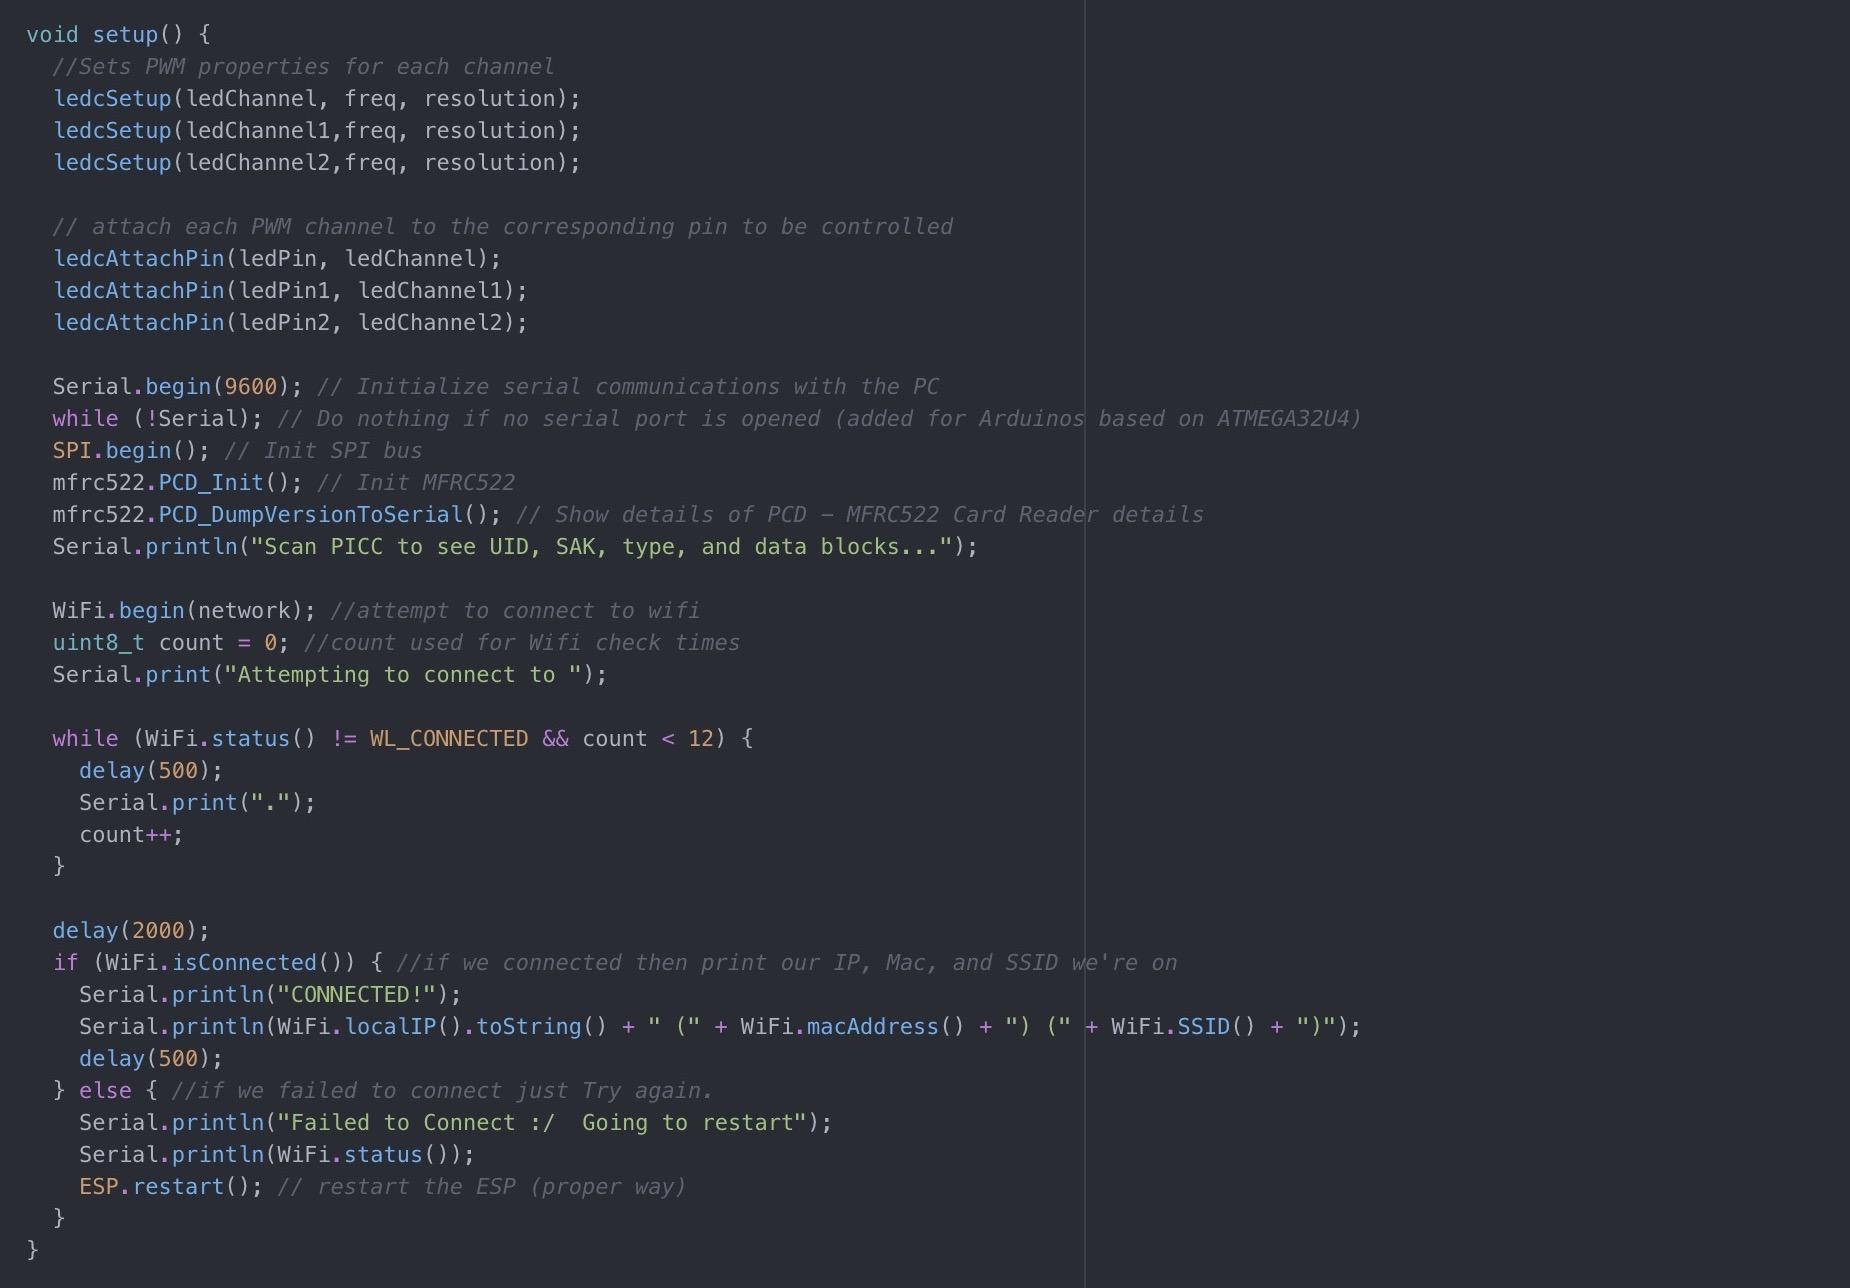 void setup() {
  //Sets PWM properties for each channel
  ledcSetup(ledChannel, freq, resolution);
  ledcSetup(ledChannel1,freq, resolution);
  ledcSetup(ledChannel2,freq, resolution);

  // attach each PWM channel to the corresponding pin to be controlled
  ledcAttachPin(ledPin, ledChannel);
  ledcAttachPin(ledPin1, ledChannel1);
  ledcAttachPin(ledPin2, ledChannel2);

  Serial.begin(9600); // Initialize serial communications with the PC
  while (!Serial); // Do nothing if no serial port is opened (added for Arduinos based on ATMEGA32U4)
  SPI.begin(); // Init SPI bus
  mfrc522.PCD_Init(); // Init MFRC522
  mfrc522.PCD_DumpVersionToSerial(); // Show details of PCD – MFRC522 Card Reader details
  Serial.println("Scan PICC to see UID, SAK, type, and data blocks...");

  WiFi.begin(network); //attempt to connect to wifi
  uint8_t count = 0; //count used for Wifi check times
  Serial.print("Attempting to connect to ");

  while (WiFi.status() != WL_CONNECTED && count < 12) {
    delay(500);
    Serial.print(".");
    count++;
  }

  delay(2000);
  if (WiFi.isConnected()) { //if we connected then print our IP, Mac, and SSID we're on
    Serial.println("CONNECTED!");
    Serial.println(WiFi.localIP().toString() + " (" + WiFi.macAddress() + ") (" + WiFi.SSID() + ")");
    delay(500);
  } else { //if we failed to connect just Try again.
    Serial.println("Failed to Connect :/  Going to restart");
    Serial.println(WiFi.status());
    ESP.restart(); // restart the ESP (proper way)
  }
}